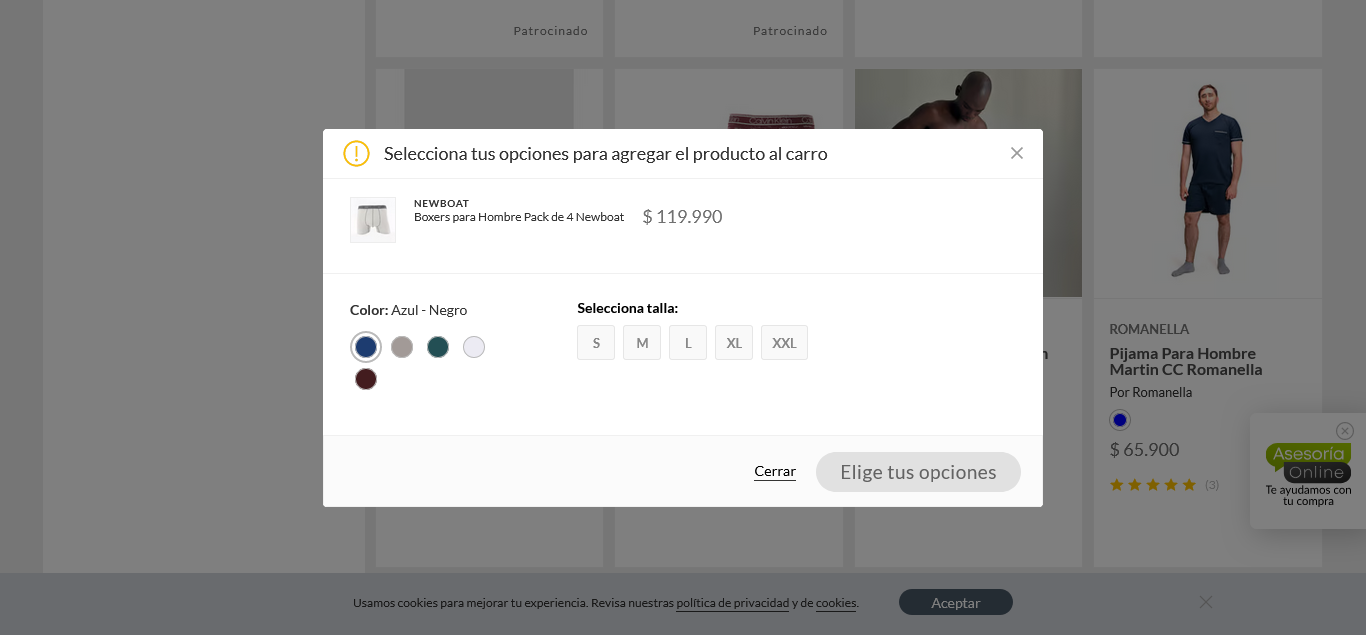 Patrocinado
Patrocinado
Calvin Klein
Selecciona tus opciones para agregar el producto al carro
NEWBOAT
Boxers para Hombre Pack de 4 Newboat
$ 119.990
Color: Azul - Negro
Selecciona talla:
S
M
L
XL
XXL
Cerrar
Elige tus opciones
n
ROMANELLA
Pijama Para Hombre
Martin CC Romanella
Por Romanella
$ 65.900
(3)
Asesoría
Online
Te ayudamos con
tu compra
Usamos cookies para mejorar tu experiencia. Revisa nuestras política de privacidad y de cookies.
Aceptar